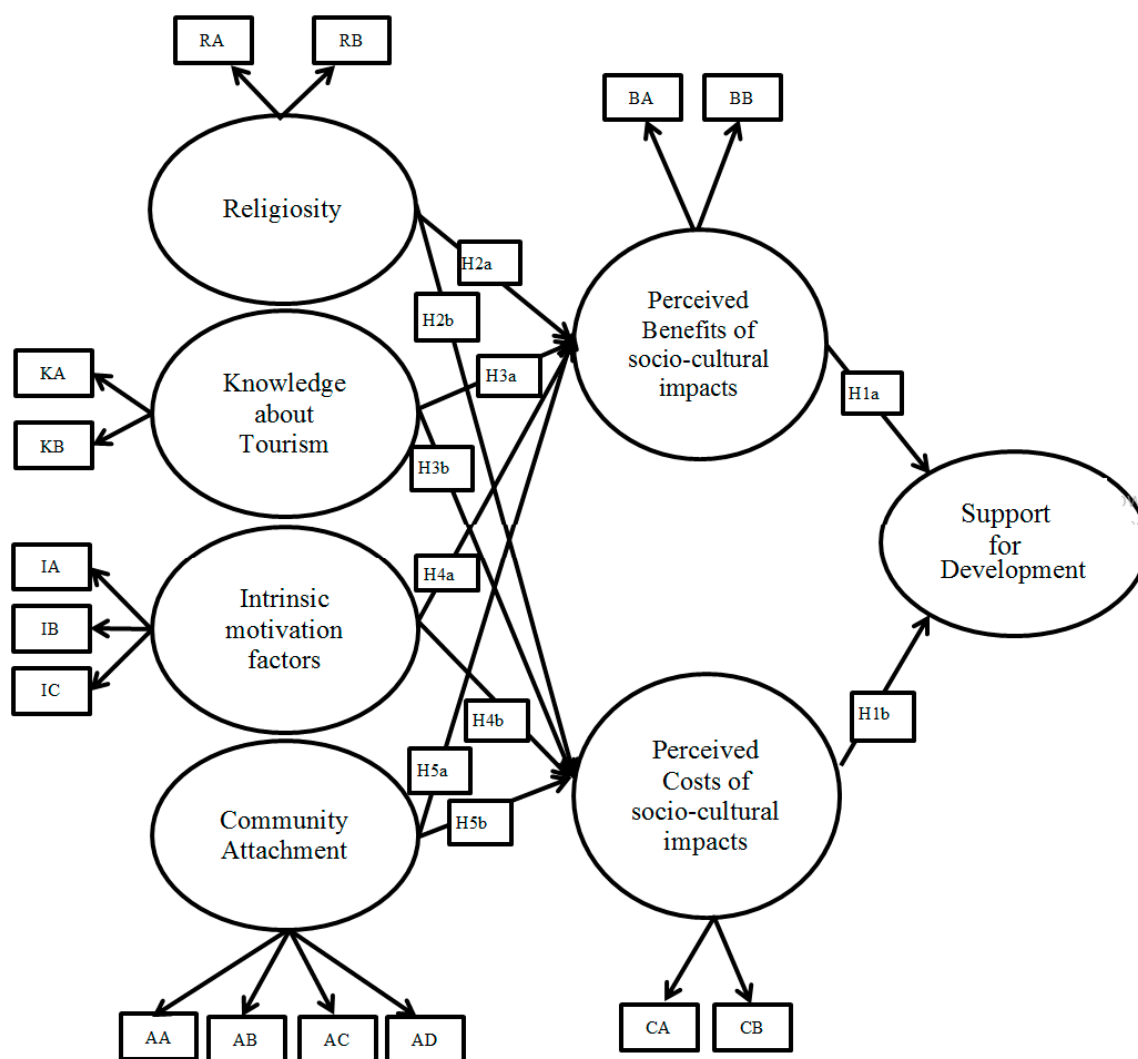 RA
RB
BA
BB
Religiosity
H2a
H2b
Perceived
Benefits of
socio-cultural
impacts
KA
KB
Knowledge
about
Tourism
H3a
H3b
H1a
Support
for
Development
IA
IB
IC
Intrinsic
motivation
factors
H4a
H4b
H1b
Perceived
Costs of
socio-cultural
impacts
Community
Attachment
H5a
H5b
AA
AB
AC
AD
CA
CB